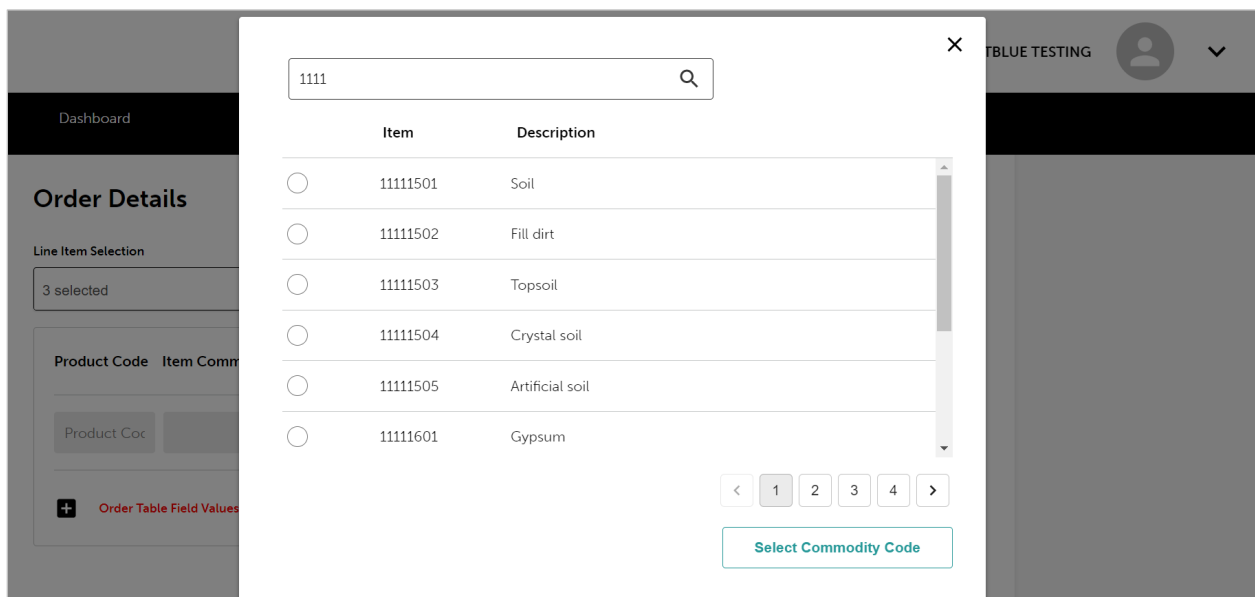 1111
TBLUE TESTING
Dashboard
Item Description
11111501 Soil
11111502 Fill dirt
11111503 Topsoil
11111504 Crystal soil
11111505 Artificial soil
11111601 Gypsum
1 2 3 4
Select Commodity Code
Order Details
Line Item Selection
3 selected
Product Code Item Comm
Product Coc
Order Table Field Values